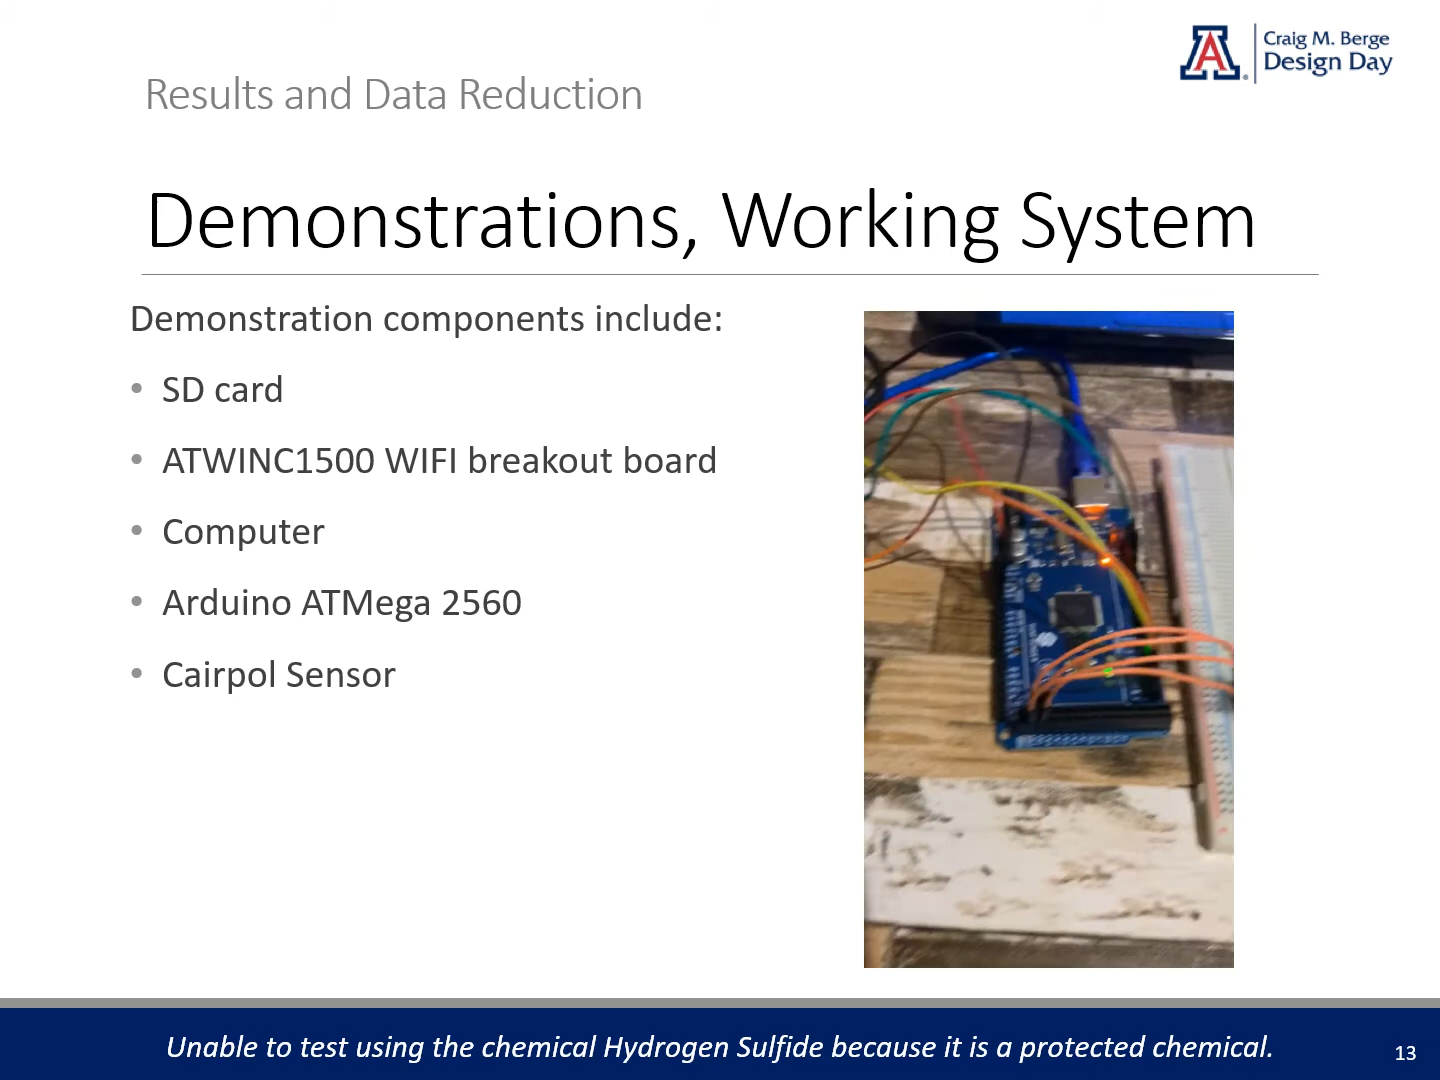 Craig M. Berge
Design Day
Results and Data Reduction
Demonstrations, Working System
Demonstration components include:
• SD card
• ATWINC1500 WIFI breakout board
• Computer
• Arduino ATMega 2560
• Cairpol Sensor
Unable to test using the chemical Hydrogen Sulfide because it is a protected chemical.
13